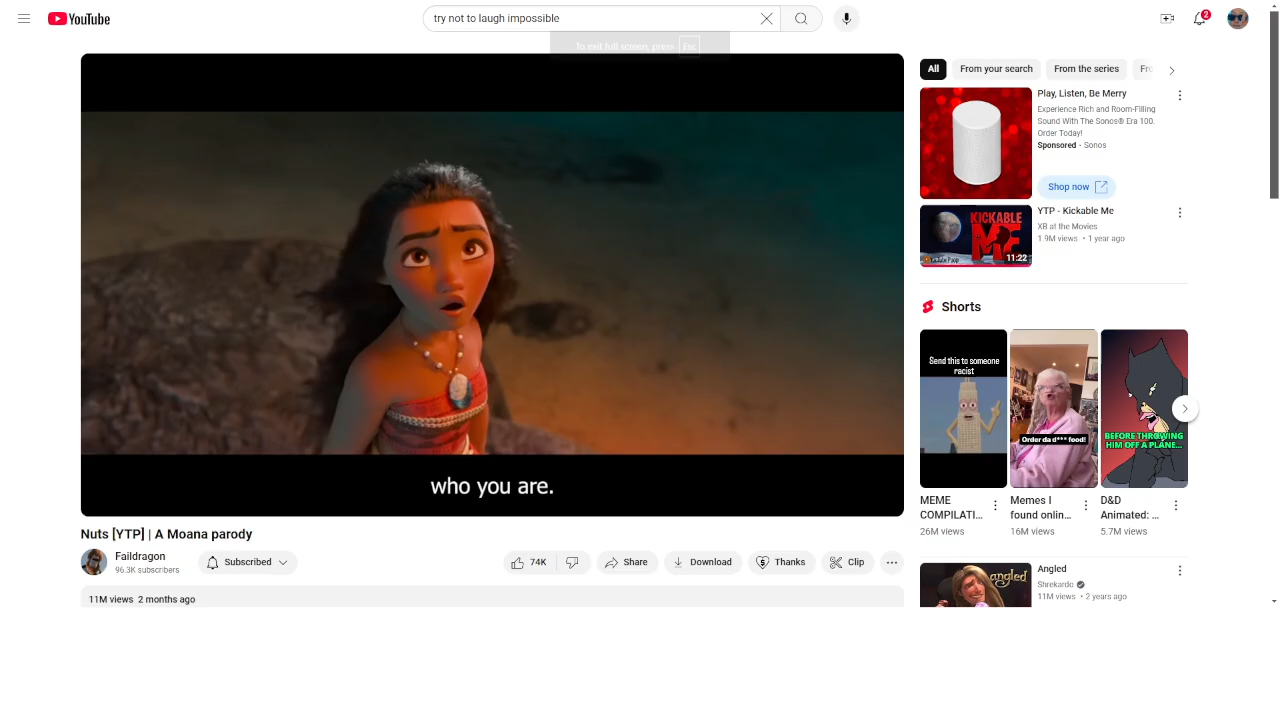 YouTube
try not to laugh impossible
2
To exit full screen, press Esc
who you are.
Nuts [YTP] | A Moana parody
Faildragon
96.3K subscribers
Subscribed
74K
Share
Download
Thanks
Clip
11M views 2 months ago
All
From your search
From the series
Fro
Play, Listen, Be Merry
Experience Rich and Room-Filling
Sound With The Sonos® Era 100.
Order Today!
Sponsored · Sonos
Shop now
KICKABLE
ME
11:22
YTP - Kickable Me
XB at the Movies
1.9M views • 1 year ago
Shorts
Send this to someone
racist
Order da d*** food!
BEFORE THROWING
HIM OFF A PLANE...
MEME
COMPILATI...
26M views
Memes I
found onlin...
16M views
D&D
Animated: ...
5.7M views
angled
Angled
Shrekardo
11M views • 2 years ago